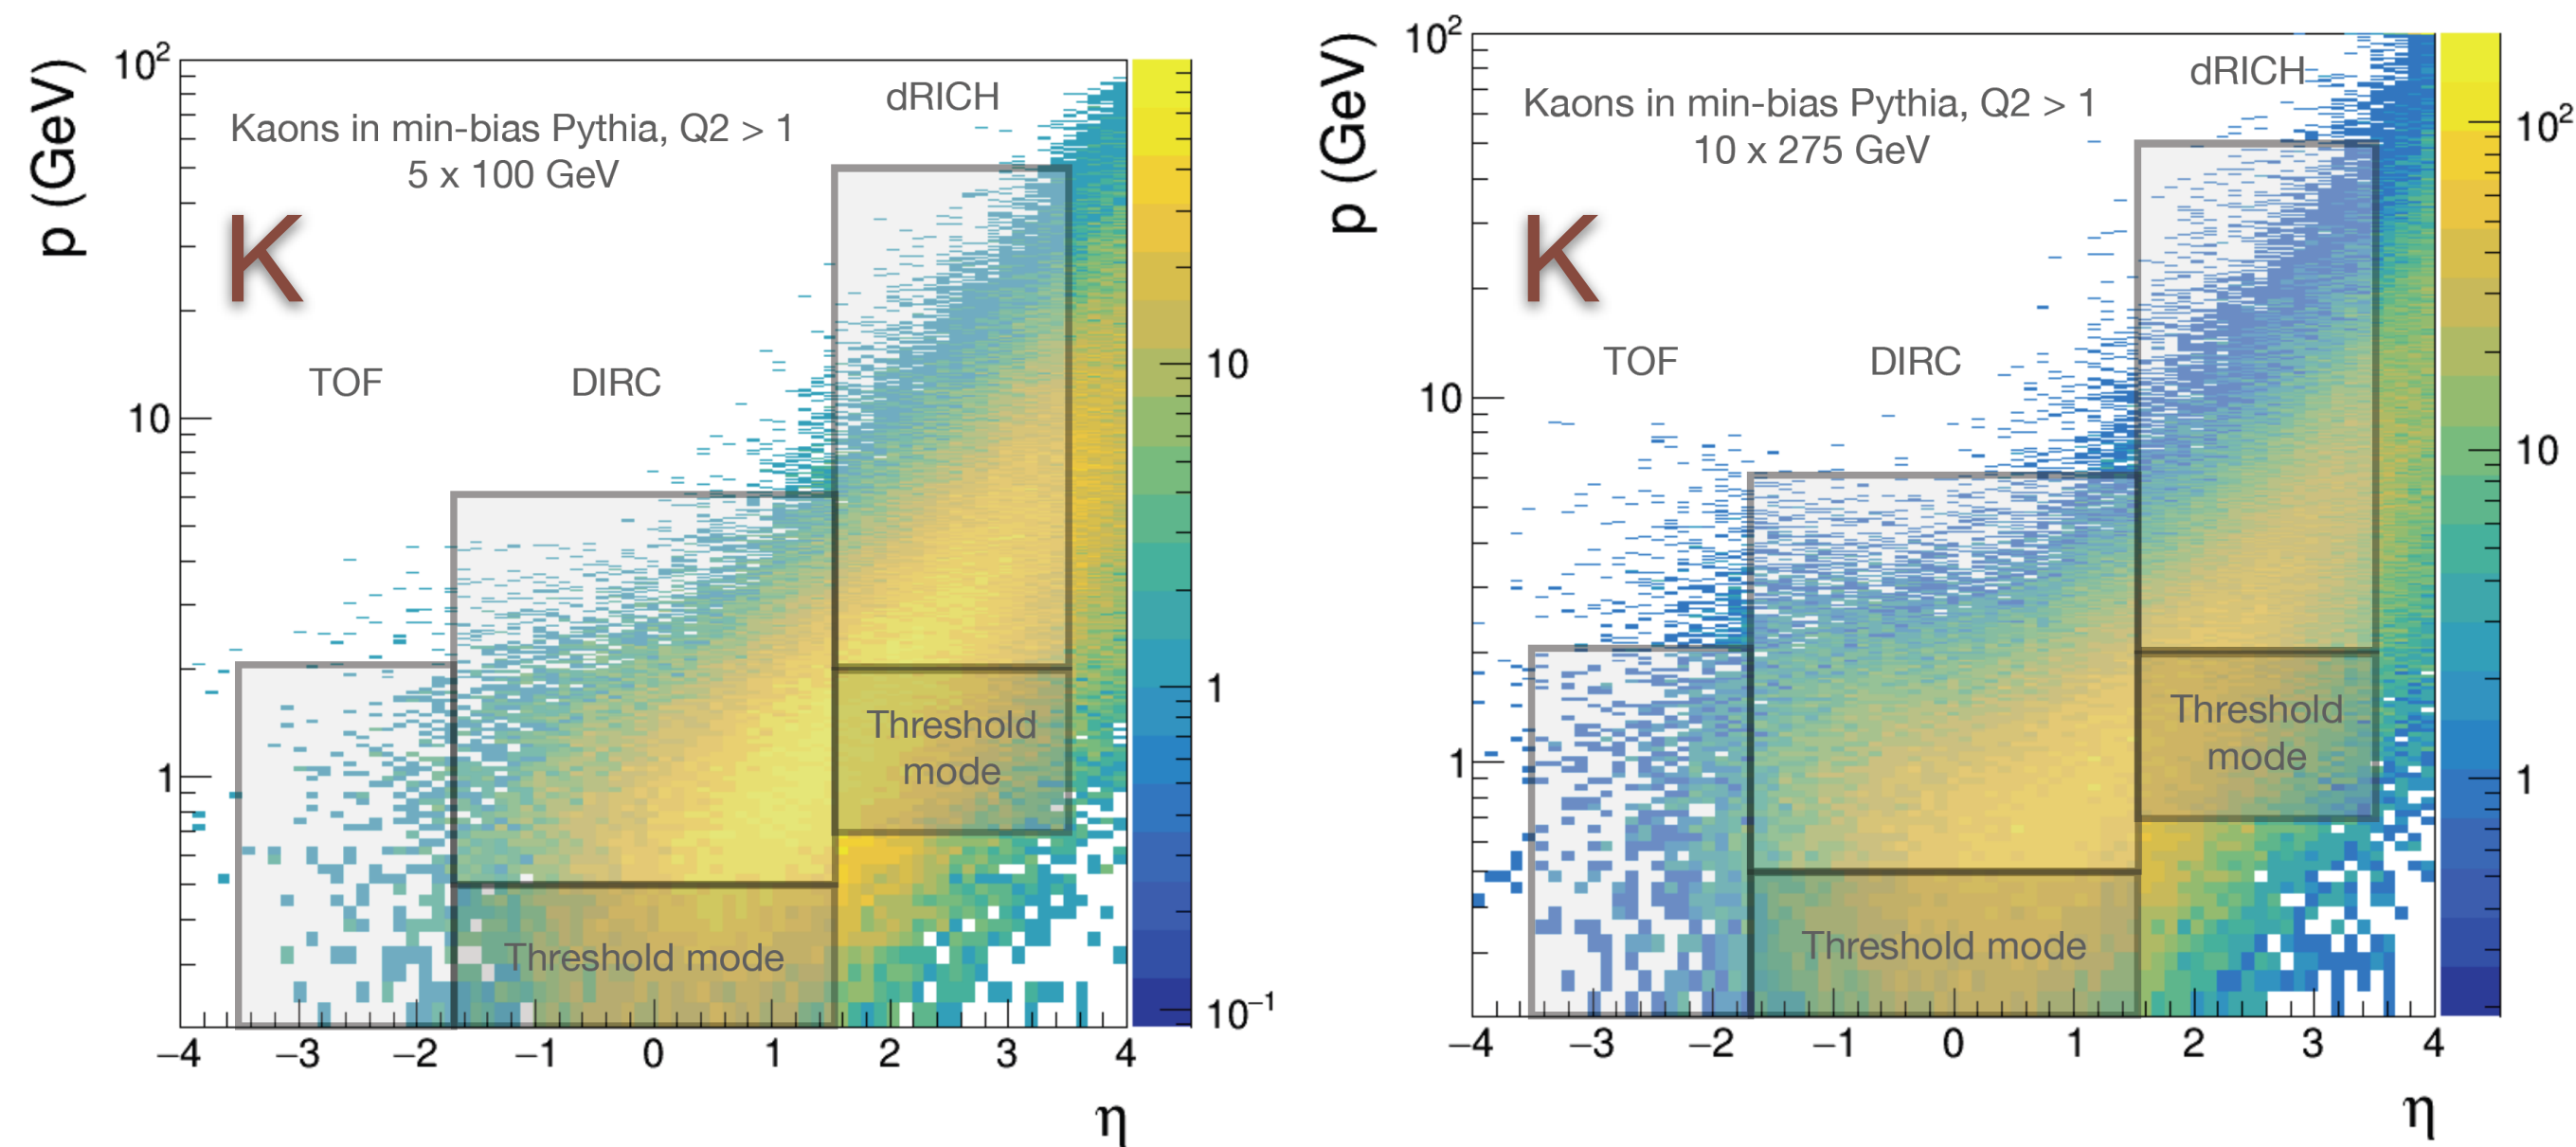 p (GeV)
10²
10
1
Kaons in min-bias Pythia, Q2 > 1
5 x 100 GeV
K
TOF
DIRC
dRICH
Threshold
mode
Threshold mode
−4 −3 −2 −1 0 1 2 3 4
η
10
1
10⁻¹
p (GeV)
10²
10
1
Kaons in min-bias Pythia, Q2 > 1
10 x 275 GeV
K
TOF
DIRC
dRICH
Threshold
mode
Threshold mode
−4 −3 −2 −1 0 1 2 3 4
η
10²
10
1